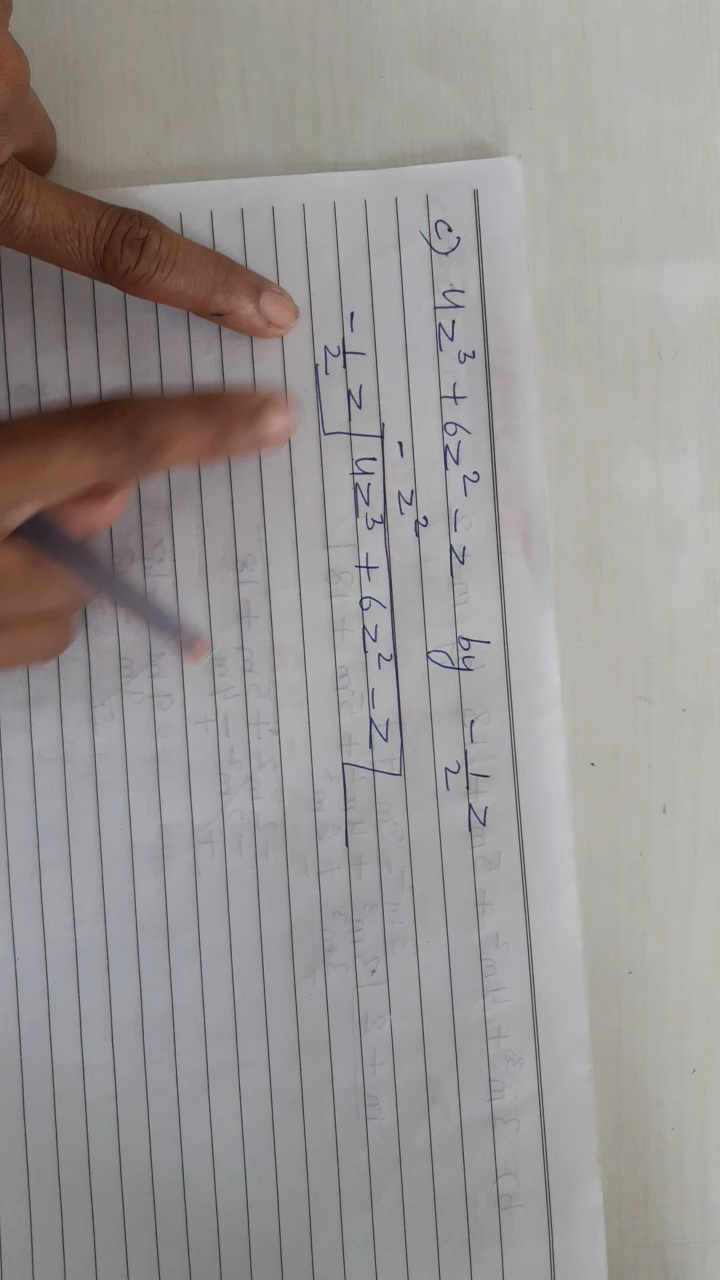 c) 4z³ + 6z² - z by - 1/2 z
- z²
- 1/2 z 4z³ + 6z² - z